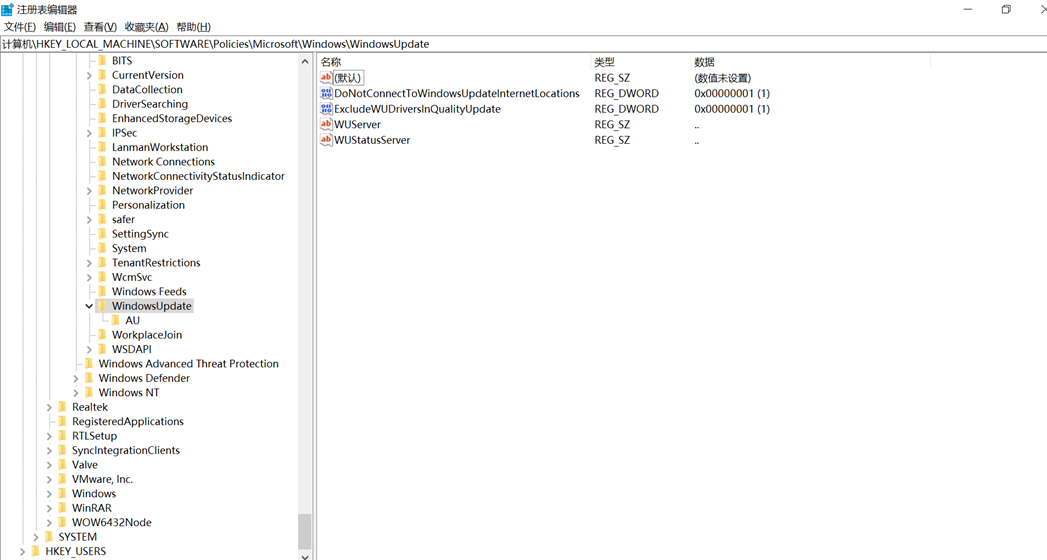 注册表编辑器
文件(F) 编辑(E) 查看(V) 收藏夹(A) 帮助(H)
计算机\HKEY_LOCAL_MACHINE\SOFTWARE\Policies\Microsoft\Windows\WindowsUpdate
BITS
CurrentVersion
DataCollection
DriverSearching
EnhancedStorageDevices
IPSec
LanmanWorkstation
Network Connections
NetworkConnectivityStatusIndicator
NetworkProvider
Personalization
safer
SettingSync
System
TenantRestrictions
WcmSvc
Windows Feeds
WindowsUpdate
AU
WorkplaceJoin
WSDAPI
Windows Advanced Threat Protection
Windows Defender
Windows NT
Realtek
RegisteredApplications
RTLSetup
SyncIntegrationClients
Valve
VMware, Inc.
Windows
WinRAR
WOW6432Node
SYSTEM
HKEY_USERS
名称 类型 数据
(默认) REG_SZ (数值未设置)
DoNotConnectToWindowsUpdateInternetLocations REG_DWORD 0x00000001 (1)
ExcludeWUDriversInQualityUpdate REG_DWORD 0x00000001 (1)
WUServer REG_SZ ..
WUStatusServer REG_SZ ..